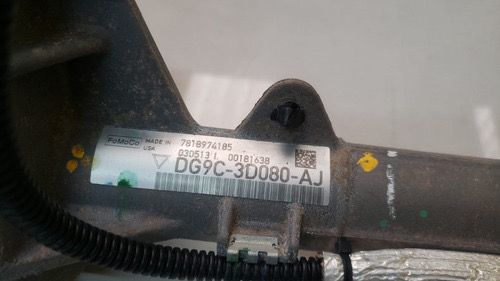 FoMoCo MADE IN USA 7818974185
030513 1 00181638
DG9C-3D080-AJ